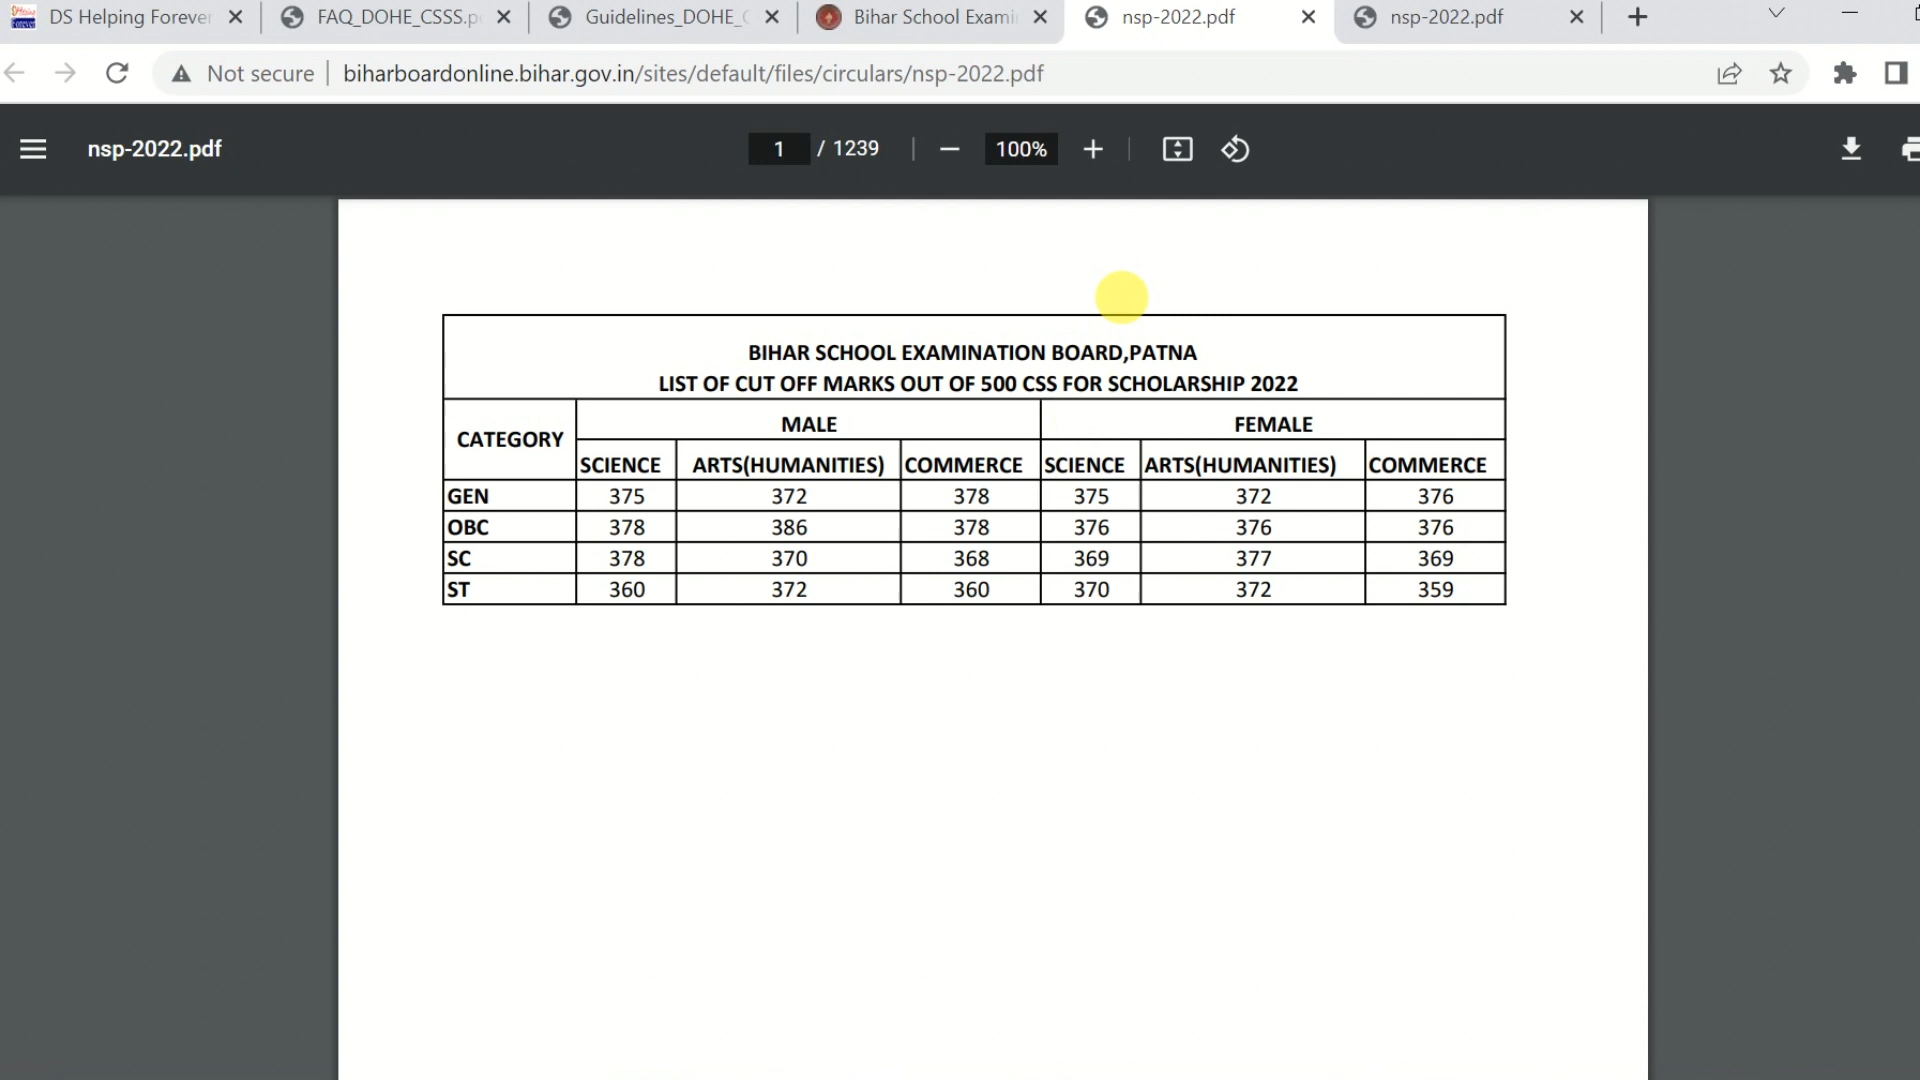 DS Helping Forever FAQ_DOHE_CSSS.p Guidelines_DOHE_ Bihar School Exami nsp-2022.pdf nsp-2022.pdf
Not secure biharboardonline.bihar.gov.in/sites/default/files/circulars/nsp-2022.pdf
nsp-2022.pdf 1 / 1239 100%
BIHAR SCHOOL EXAMINATION BOARD,PATNA
LIST OF CUT OFF MARKS OUT OF 500 CSS FOR SCHOLARSHIP 2022
CATEGORY MALE FEMALE
SCIENCE ARTS(HUMANITIES) COMMERCE SCIENCE ARTS(HUMANITIES) COMMERCE
GEN 375 372 378 375 372 376
OBC 378 386 378 376 376 376
SC 378 370 368 369 377 369
ST 360 372 360 370 372 359